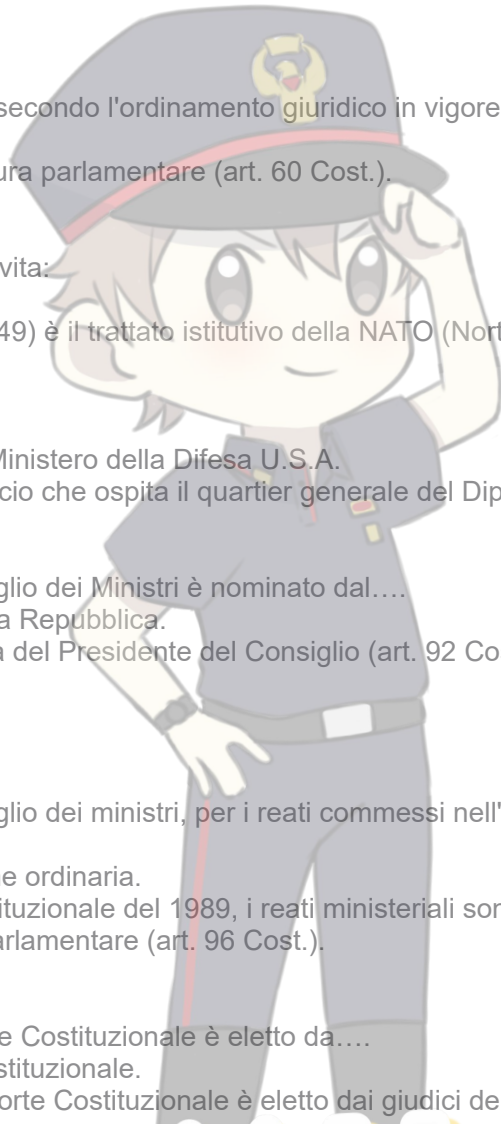 secondo l'ordinamento giuridico in vigore
ura parlamentare (art. 60 Cost.).
vita:
49) è il trattato istitutivo della NATO (Nort
Ministero della Difesa U.S.A.
cio che ospita il quartier generale del Dip
glio dei Ministri è nominato dal….
a Repubblica.
a del Presidente del Consiglio (art. 92 Co
glio dei ministri, per i reati commessi nell'
e ordinaria.
ituzionale del 1989, i reati ministeriali sor
arlamentare (art. 96 Cost.).
e Costituzionale è eletto da….
stituzionale.
orte Costituzionale è eletto dai giudici de